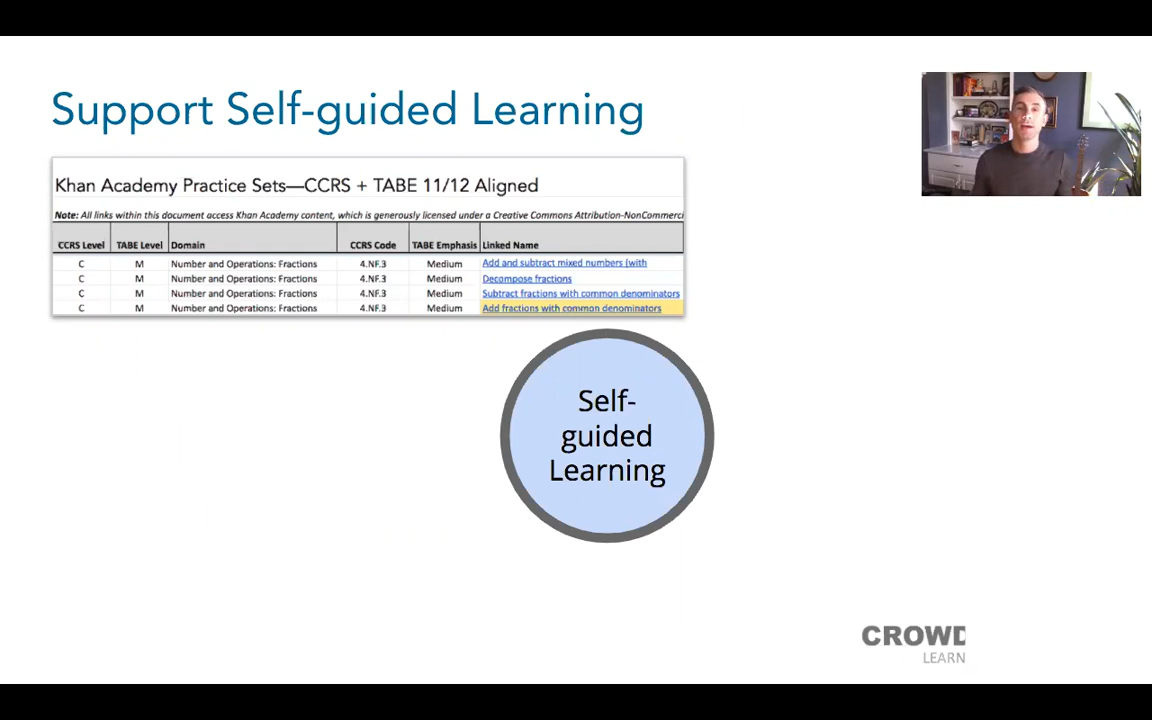 Support Self-guided Learning
Khan Academy Practice Sets—CCRS + TABE 11/12 Aligned
Note: All links within this document access Khan Academy content, which is generously licensed under a Creative Commons Attribution-NonCommerci
CCRS Level TABE Level Domain CCRS Code TABE Emphasis Linked Name
C M Number and Operations: Fractions 4.NF.3 Medium Add and subtract mixed numbers (with
C M Number and Operations: Fractions 4.NF.3 Medium Decompose fractions
C M Number and Operations: Fractions 4.NF.3 Medium Subtract fractions with common denominators
C M Number and Operations: Fractions 4.NF.3 Medium Add fractions with common denominators
Self-
guided
Learning
CROWD
LEARN